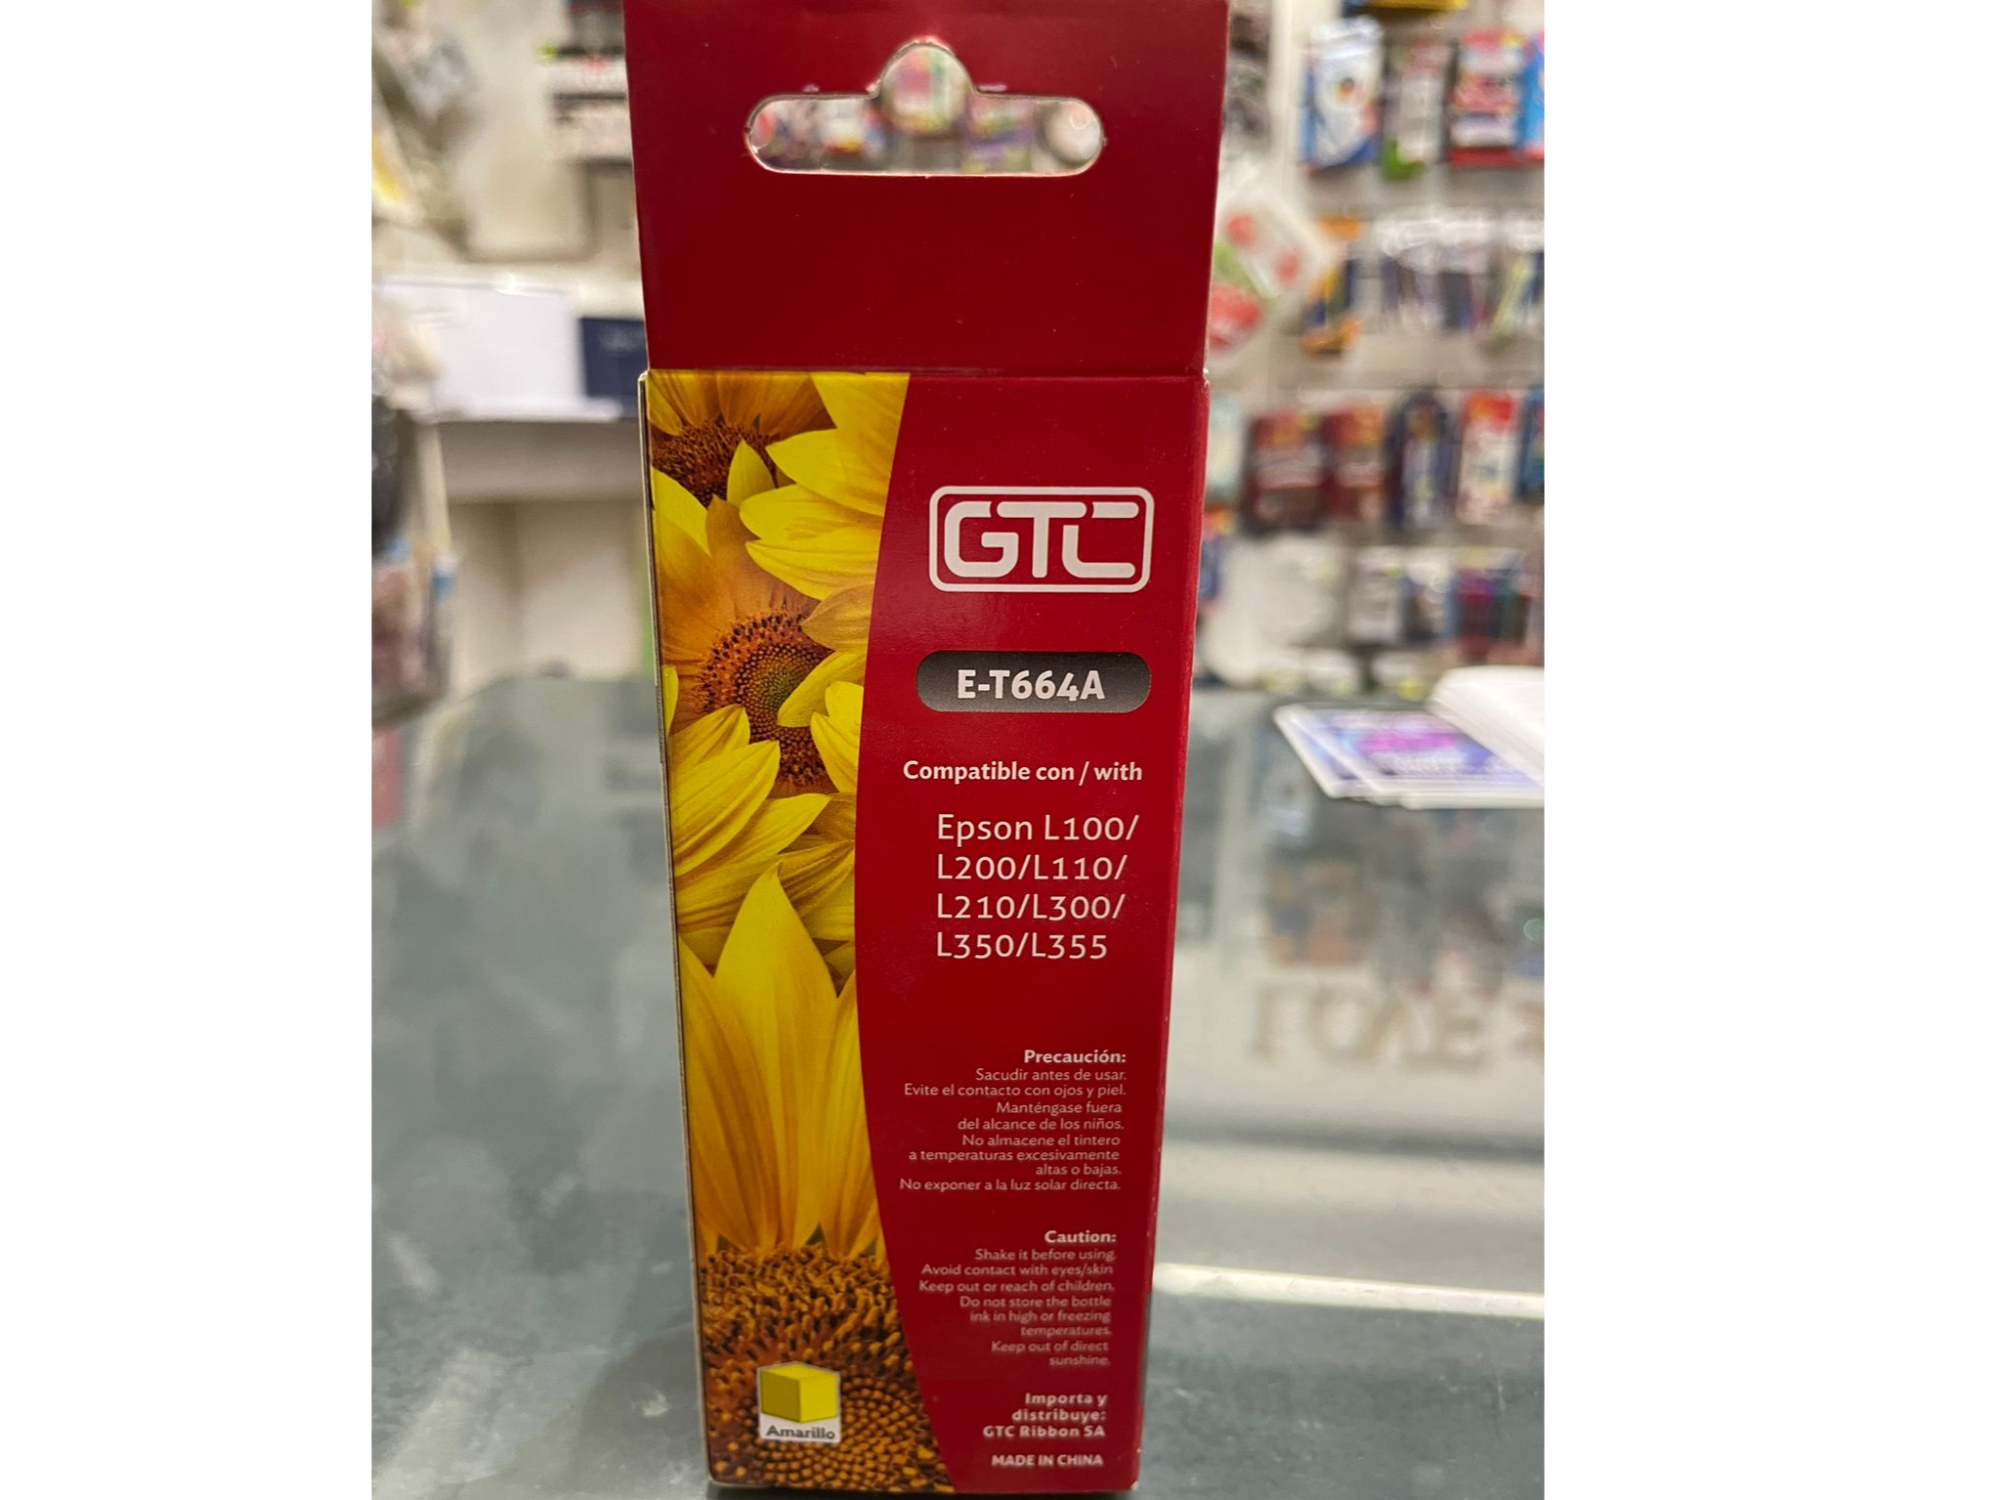 GTC
E-T664A
Compatible con / with
Epson L100/
L200/L110/
L210/L300/
L350/L355
Precaución:
Sacudir antes de usar.
Evite el contacto con ojos y piel.
Manténgase fuera
del alcance de los niños.
No almacene el tintero
a temperaturas excesivamente
altas o bajas.
No exponer a la luz solar directa.
Caution:
Shake it before using.
Avoid contact with eyes/skin
Keep out or reach of children.
Do not store the bottle
ink in high or freezing
temperatures.
Keep out of direct
sunshine.
Importa y
distribuye:
GTC Ribbon SA
MADE IN CHINA
Amarillo